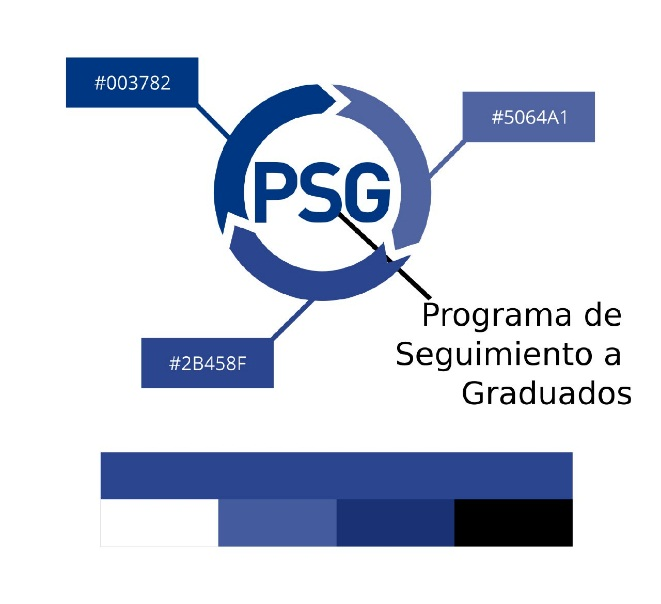 #003782
#5064A1
PSG
Programa de
Seguimiento a
Graduados
#2B458F